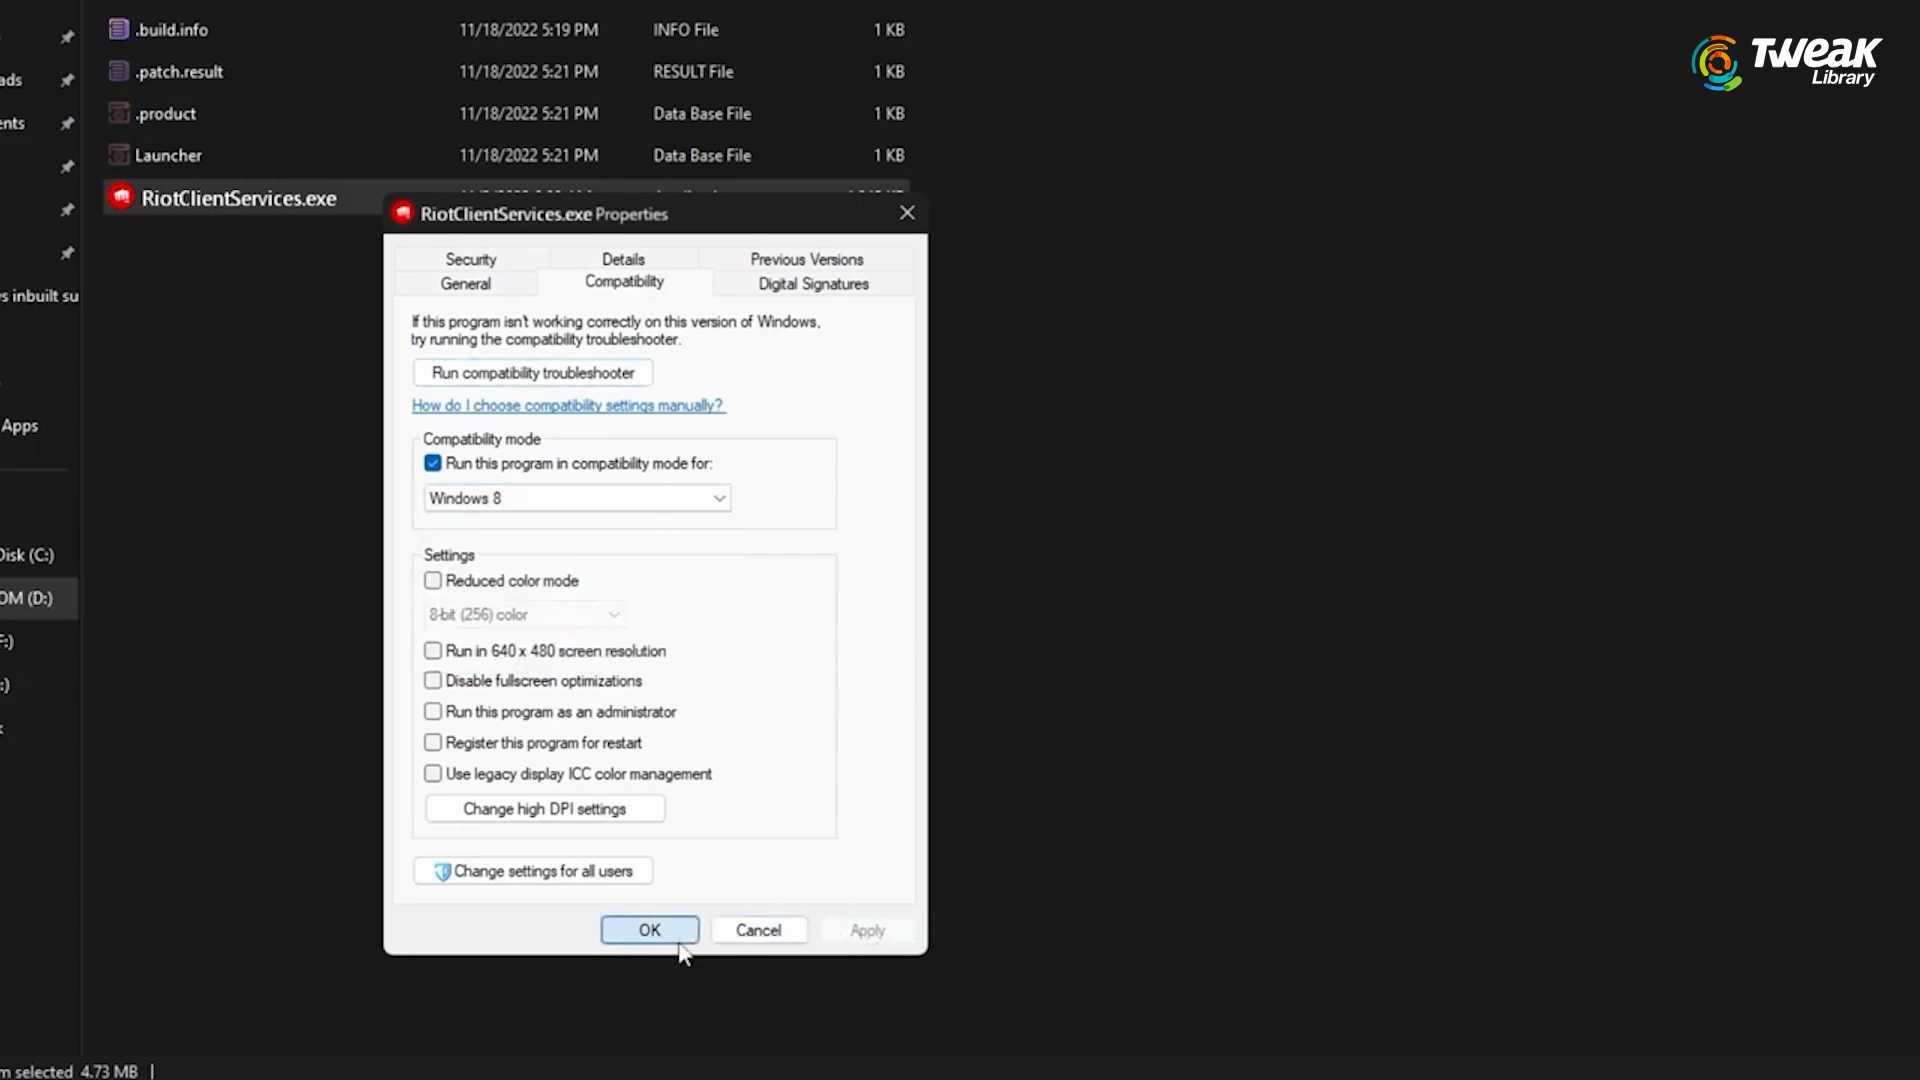 .build.info 11/18/2022 5:19 PM INFO File 1 KB
ads .patch.result 11/18/2022 5:21 PM RESULT File 1 KB
ents .product 11/18/2022 5:21 PM Data Base File 1 KB
Launcher 11/18/2022 5:21 PM Data Base File 1 KB
RiotClientServices.exe
TWEAK
Library
s inbuilt su
Apps
Disk (C:)
OM (D:)
F:)
:)
RiotClientServices.exe Properties
Security Details Previous Versions
General Compatibility Digital Signatures
If this program isn't working correctly on this version of Windows,
try running the compatibility troubleshooter.
Run compatibility troubleshooter
How do I choose compatibility settings manually?
Compatibility mode
Run this program in compatibility mode for:
Windows 8
Settings
Reduced color mode
8-bit (256) color
Run in 640 x 480 screen resolution
Disable fullscreen optimizations
Run this program as an administrator
Register this program for restart
Use legacy display ICC color management
Change high DPI settings
Change settings for all users
OK Cancel Apply
m selected 4.73 MB